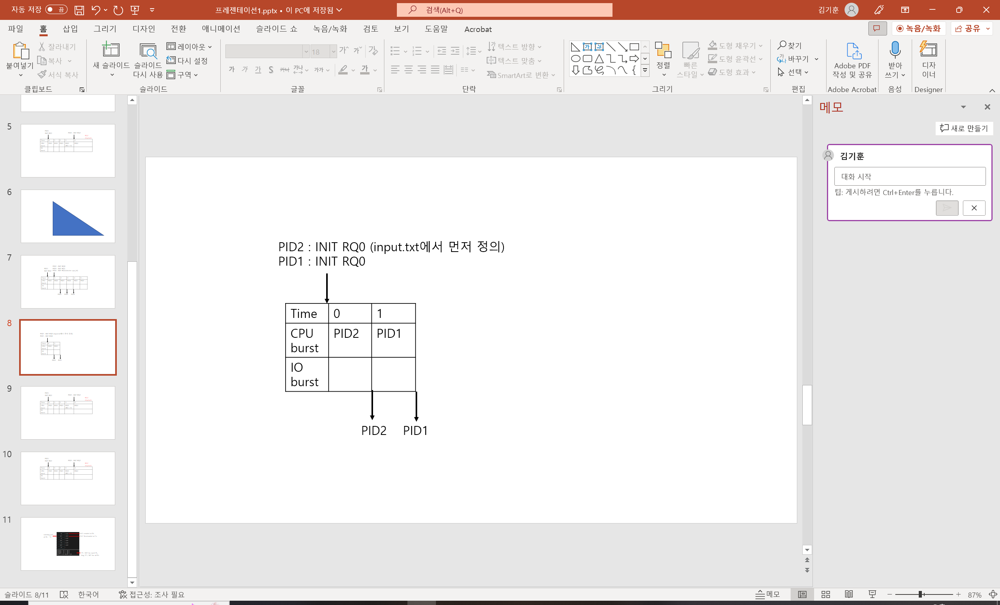 자동 저장 끔
프레젠테이션1.pptx • 이 PC에 저장됨
검색(Alt+Q)
김기훈
파일 홈 삽입 그리기 디자인 전환 애니메이션 슬라이드 쇼 녹음/녹화 검토 보기 도움말 Acrobat
녹음/녹화 공유
붙여넣기
잘라내기
복사
서식 복사
클립보드
새 슬라이드
슬라이드
다시 사용
레이아웃
다시 설정
구역
슬라이드
18
글꼴
텍스트 방향
텍스트 맞춤
SmartArt로 변환
단락
정렬
빠른
스타일
도형 채우기
도형 윤곽선
도형 효과
그리기
찾기
바꾸기
선택
편집
Adobe PDF
작성 및 공유
Adobe Acrobat
받아
쓰기
음성
디자
이너
Designer
5
6
7
8
9
10
11
PID2 : INIT RQ0 (input.txt에서 먼저 정의)
PID1 : INIT RQ0
Time 0 1
CPU burst PID2 PID1
IO burst
PID2 PID1
메모
새로 만들기
김기훈
대화 시작
팁: 게시하려면 Ctrl+Enter를 누릅니다.
슬라이드 8/11
한국어
접근성: 조사 필요
메모
87%